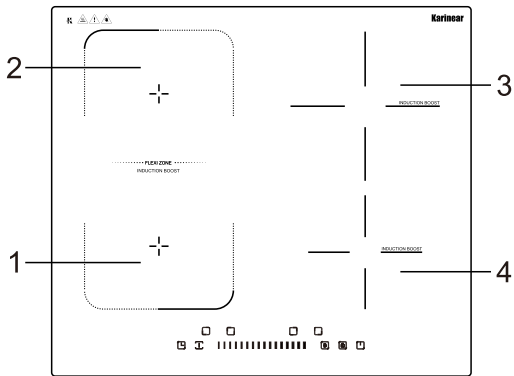 Karinear
2
3
INDUCTION BOOST
FLEXI ZONE
INDUCTION BOOST
1
INDUCTION BOOST
4